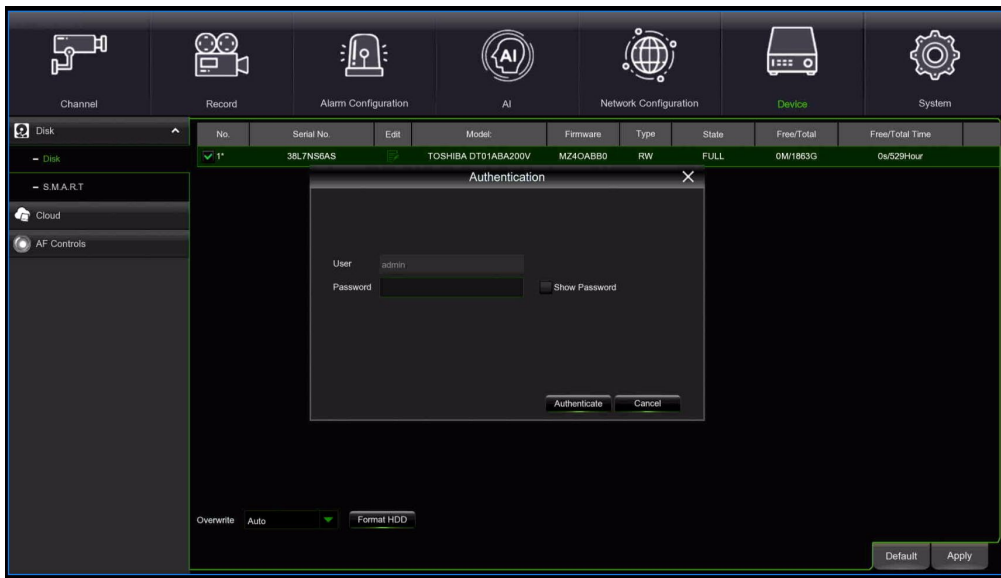 AI
Channel Record Alarm Configuration AI Network Configuration Device System
Disk
No. Serial No. Edit Model: Firmware Type State Free/Total Free/Total Time
– Disk
1* 38L7NS6AS TOSHIBA DT01ABA200V MZ4OABB0 RW FULL 0M/1863G 0s/529Hour
Authentication
– S.M.A.R.T
Cloud
AF Controls
User admin
Password Show Password
Authenticate Cancel
Overwrite Auto Format HDD
Default Apply